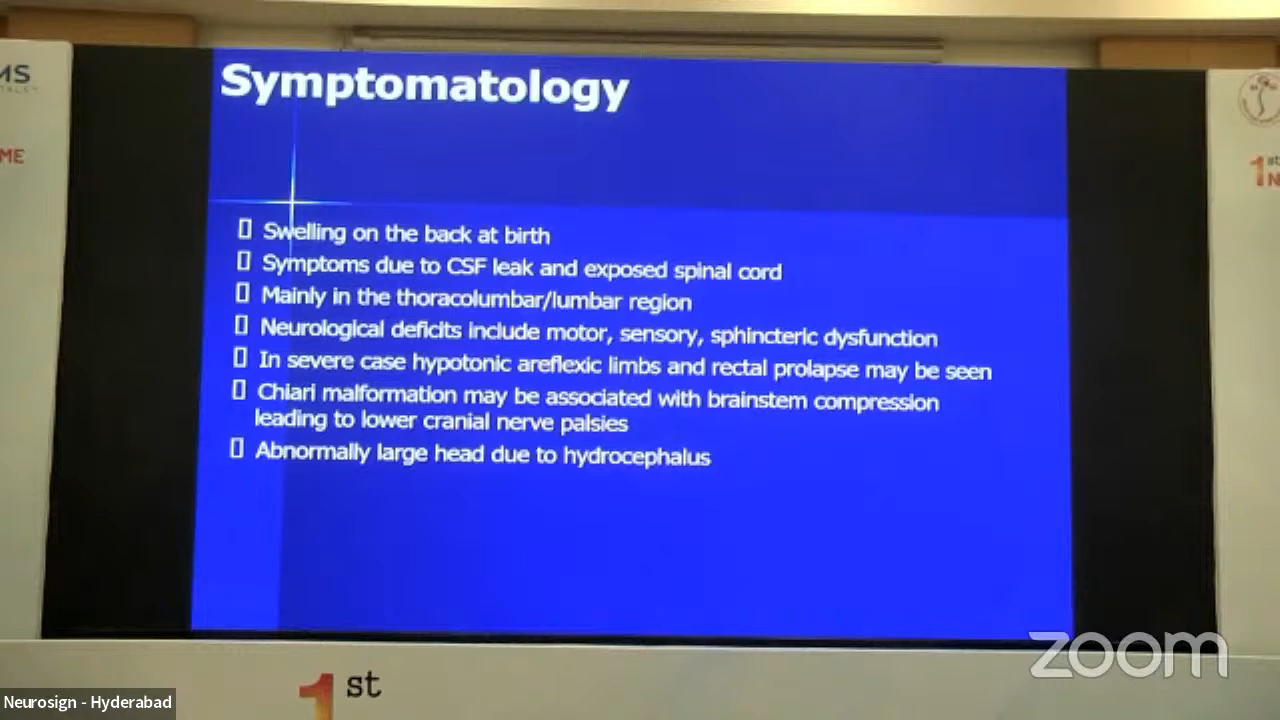 Symptomatology
Swelling on the back at birth
Symptoms due to CSF leak and exposed spinal cord
Mainly in the thoracolumbar/lumbar region
Neurological deficits include motor, sensory, sphincteric dysfunction
In severe case hypotonic areflexic limbs and rectal prolapse may be seen
Chiari malformation may be associated with brainstem compression
leading to lower cranial nerve palsies
Abnormally large head due to hydrocephalus
MS
ME
1st
N
1st
zoom
Neurosign - Hyderabad